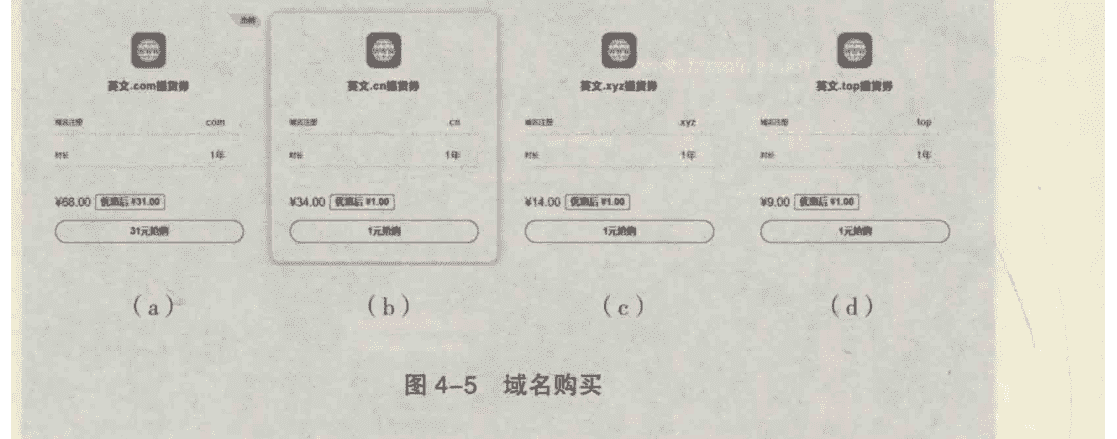 英文.com提货券
域名注册 com
时长 1年
¥68.00 优惠后 ¥31.00
31元抢购
(a)
英文.cn提货券
域名注册 cn
时长 1年
¥34.00 优惠后 ¥1.00
1元抢购
(b)
英文.xyz提货券
域名注册 xyz
时长 1年
¥14.00 优惠后 ¥1.00
1元抢购
(c)
英文.top提货券
域名注册 top
时长 1年
¥9.00 优惠后 ¥1.00
1元抢购
(d)
图 4-5 域名购买